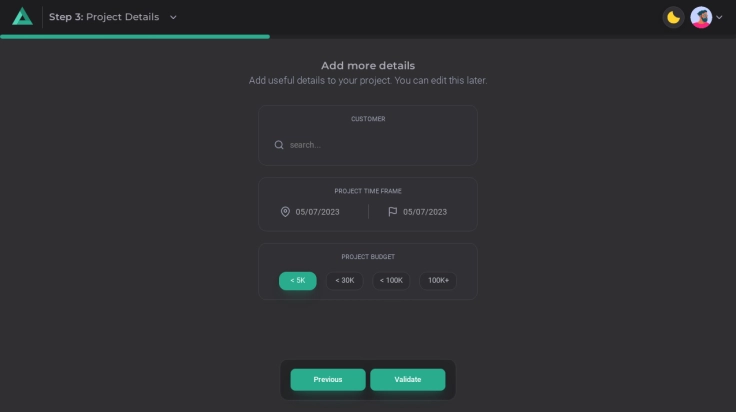 Step 3: Project Details
Add more details
Add useful details to your project. You can edit this later.
CUSTOMER
search...
PROJECT TIME FRAME
05/07/2023 05/07/2023
PROJECT BUDGET
< 5K < 30K < 100K 100K+
Previous Validate